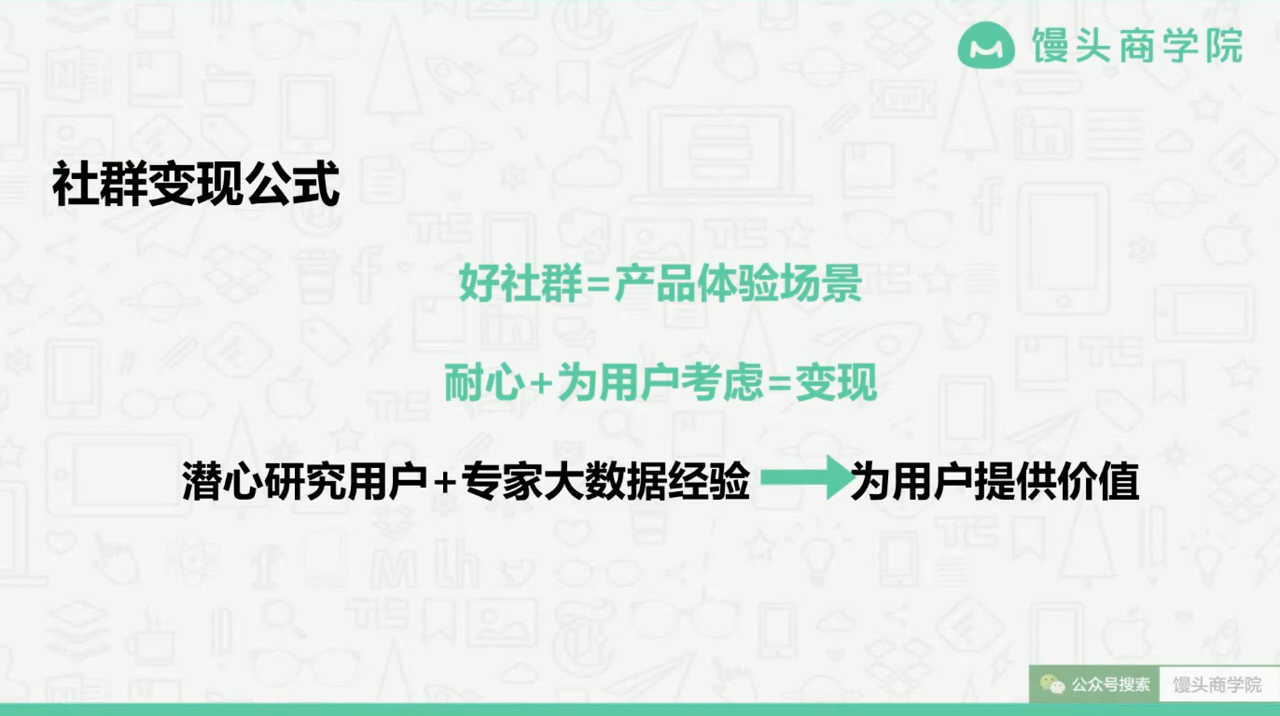 馒头商学院
社群变现公式
好社群=产品体验场景
耐心+为用户考虑=变现
潜心研究用户+专家大数据经验 为用户提供价值
公众号搜索 馒头商学院